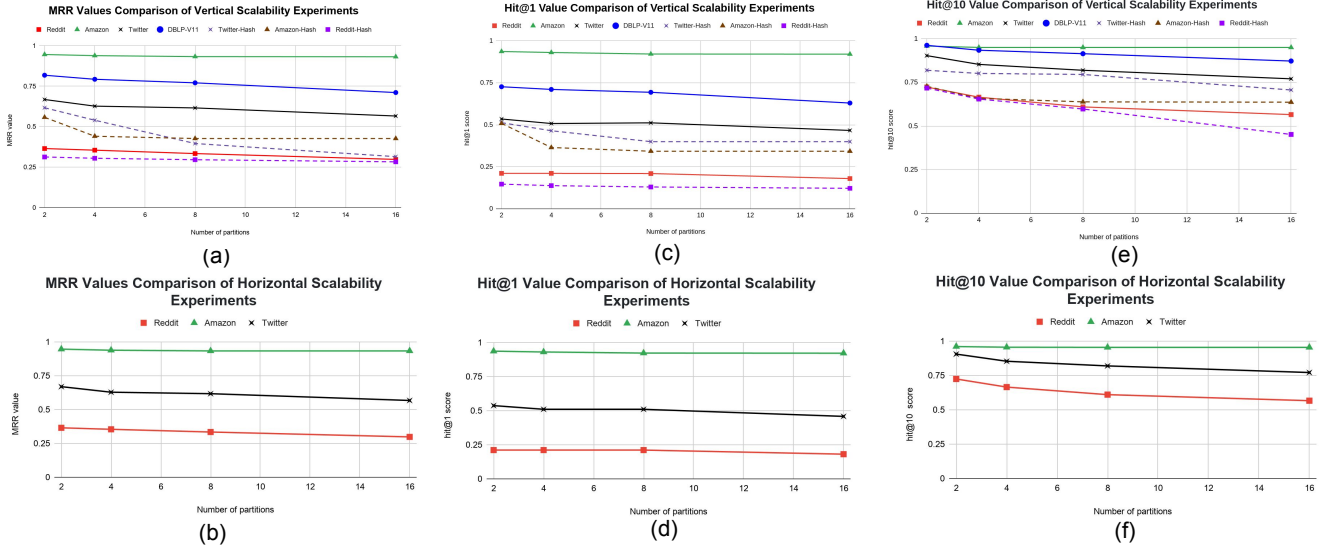 MRR Values Comparison of Vertical Scalability Experiments
Reddit Amazon Twitter DBLP-V11 Twitter-Hash Amazon-Hash Reddit-Hash
MRR value
1
0.75
0.5
0.25
0
2 4 6 8 10 12 14 16
Number of partitions
(a)
Hit@1 Value Comparison of Vertical Scalability Experiments
Reddit Amazon Twitter DBLP-V11 Twitter-Hash Amazon-Hash Reddit-Hash
hit@1 score
1
0.75
0.5
0.25
0
2 4 6 8 10 12 14 16
Number of partitions
(c)
Hit@10 Value Comparison of Vertical Scalability Experiments
Reddit Amazon Twitter DBLP-V11 Twitter-Hash Amazon-Hash Reddit-Hash
hit@10 score
1
0.75
0.5
0.25
0
2 4 6 8 10 12 14 16
Number of partitions
(e)
MRR Values Comparison of Horizontal Scalability
Experiments
Reddit Amazon Twitter
MRR value
1
0.75
0.5
0.25
0
2 4 6 8 10 12 14 16
Number of partitions
(b)
Hit@1 Value Comparison of Horizontal Scalability
Experiments
Reddit Amazon Twitter
hit@1 score
1
0.75
0.5
0.25
0
2 4 6 8 10 12 14 16
Number of partitions
(d)
Hit@10 Value Comparison of Horizontal Scalability
Experiments
Reddit Amazon Twitter
hit@10 score
1
0.75
0.5
0.25
0
2 4 6 8 10 12 14 16
Number of partitions
(f)